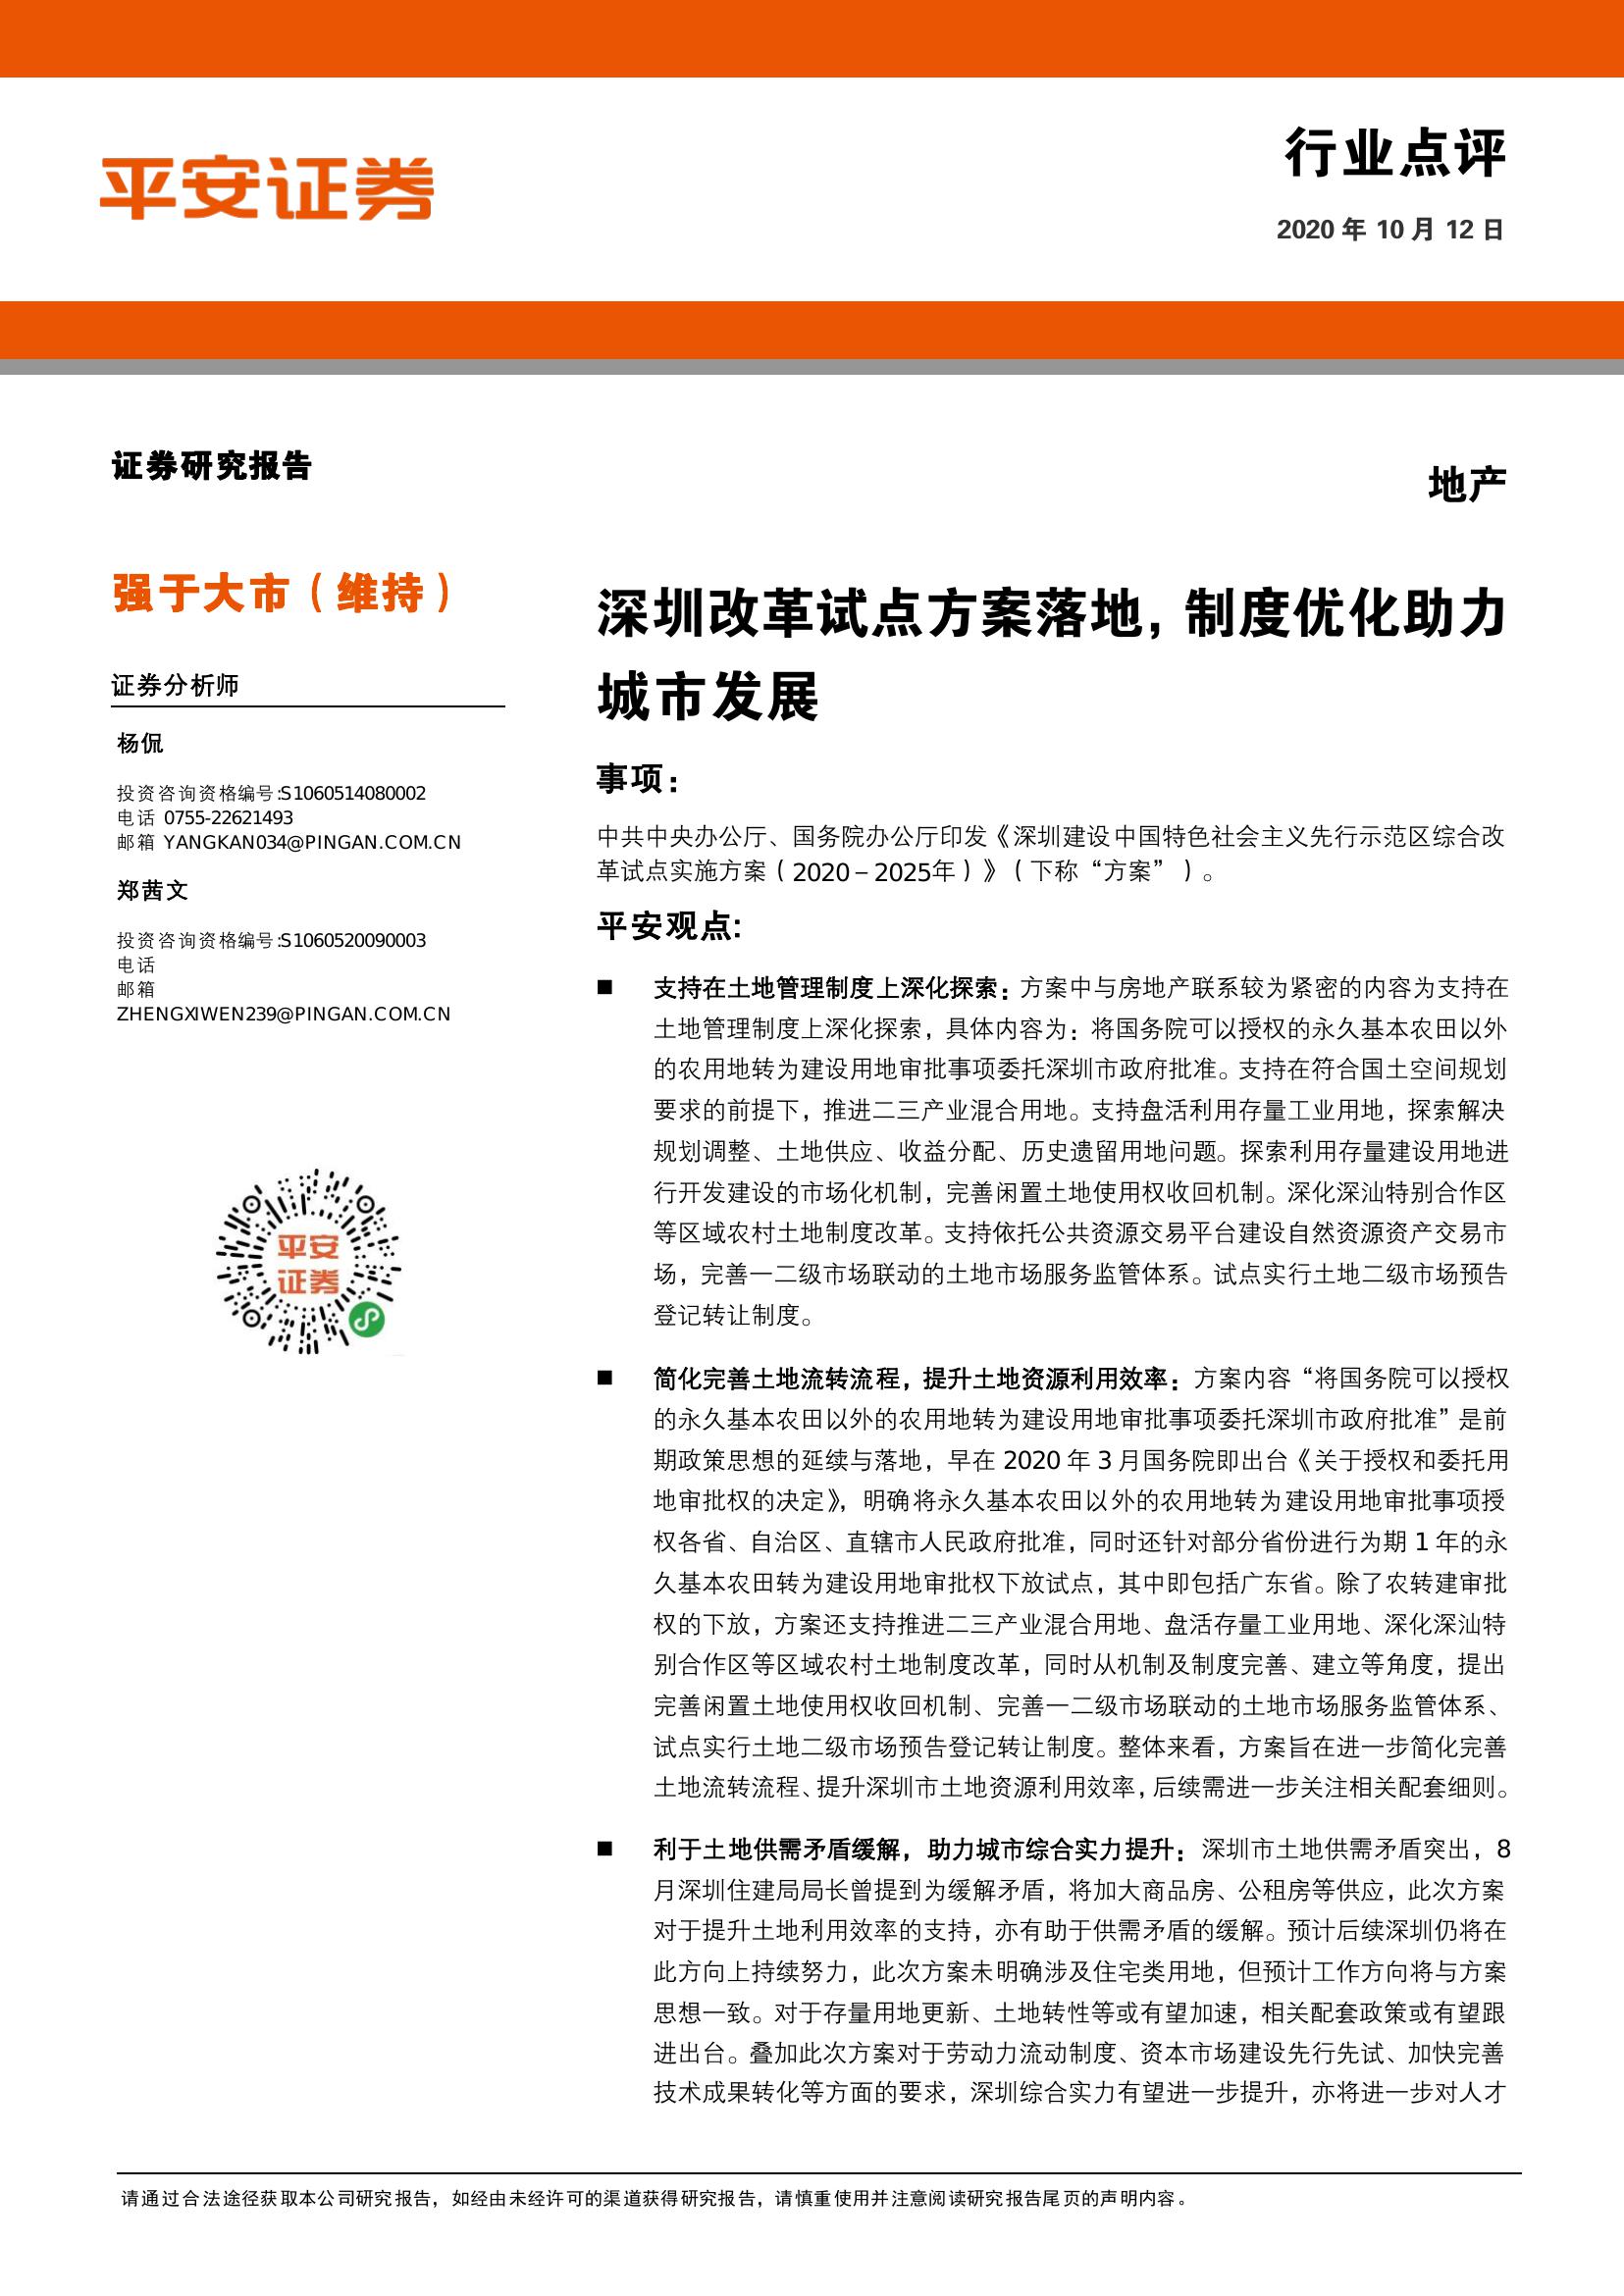 平安证券
行业点评
2020 年 10 月 12 日
证券研究报告
地产
强于大市（维持）
证券分析师
杨侃
投资咨询资格编号:S1060514080002
电话 0755-22621493
邮箱 YANGKAN034@PINGAN.COM.CN
郑茜文
投资咨询资格编号:S1060520090003
电话
邮箱
ZHENGXIWEN239@PINGAN.COM.CN
平安
证券
深圳改革试点方案落地，制度优化助力
城市发展
事项：
中共中央办公厅、国务院办公厅印发《深圳建设中国特色社会主义先行示范区综合改
革试点实施方案（2020－2025年）》（下称“方案”）。
平安观点:
■ 支持在土地管理制度上深化探索：方案中与房地产联系较为紧密的内容为支持在
土地管理制度上深化探索，具体内容为：将国务院可以授权的永久基本农田以外
的农用地转为建设用地审批事项委托深圳市政府批准。支持在符合国土空间规划
要求的前提下，推进二三产业混合用地。支持盘活利用存量工业用地，探索解决
规划调整、土地供应、收益分配、历史遗留用地问题。探索利用存量建设用地进
行开发建设的市场化机制，完善闲置土地使用权收回机制。深化深汕特别合作区
等区域农村土地制度改革。支持依托公共资源交易平台建设自然资源资产交易市
场，完善一二级市场联动的土地市场服务监管体系。试点实行土地二级市场预告
登记转让制度。
■ 简化完善土地流转流程，提升土地资源利用效率：方案内容“将国务院可以授权
的永久基本农田以外的农用地转为建设用地审批事项委托深圳市政府批准”是前
期政策思想的延续与落地，早在 2020 年 3 月国务院即出台《关于授权和委托用
地审批权的决定》，明确将永久基本农田以外的农用地转为建设用地审批事项授
权各省、自治区、直辖市人民政府批准，同时还针对部分省份进行为期 1 年的永
久基本农田转为建设用地审批权下放试点，其中即包括广东省。除了农转建审批
权的下放，方案还支持推进二三产业混合用地、盘活存量工业用地、深化深汕特
别合作区等区域农村土地制度改革，同时从机制及制度完善、建立等角度，提出
完善闲置土地使用权收回机制、完善一二级市场联动的土地市场服务监管体系、
试点实行土地二级市场预告登记转让制度。整体来看，方案旨在进一步简化完善
土地流转流程、提升深圳市土地资源利用效率，后续需进一步关注相关配套细则。
■ 利于土地供需矛盾缓解，助力城市综合实力提升：深圳市土地供需矛盾突出，8
月深圳住建局局长曾提到为缓解矛盾，将加大商品房、公租房等供应，此次方案
对于提升土地利用效率的支持，亦有助于供需矛盾的缓解。预计后续深圳仍将在
此方向上持续努力，此次方案未明确涉及住宅类用地，但预计工作方向将与方案
思想一致。对于存量用地更新、土地转性等或有望加速，相关配套政策或有望跟
进出台。叠加此次方案对于劳动力流动制度、资本市场建设先行先试、加快完善
技术成果转化等方面的要求，深圳综合实力有望进一步提升，亦将进一步对人才
请通过合法途径获取本公司研究报告，如经由未经许可的渠道获得研究报告，请慎重使用并注意阅读研究报告尾页的声明内容。